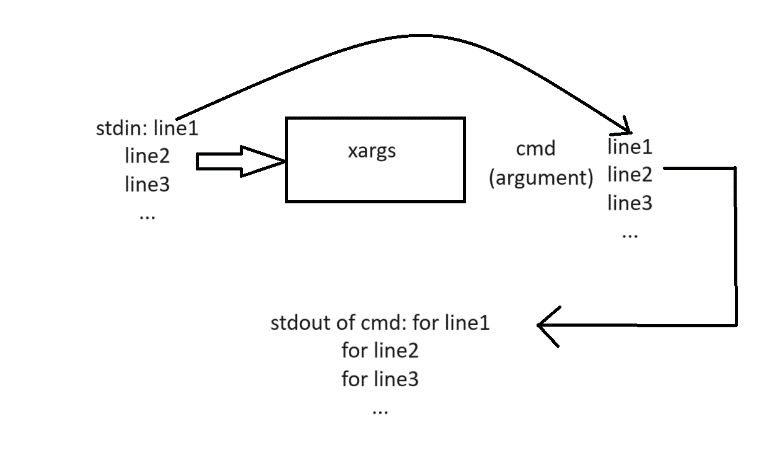 stdin: line1
line2
line3
...
xargs
cmd
(argument)
line1
line2
line3
...
stdout of cmd: for line1
for line2
for line3
...